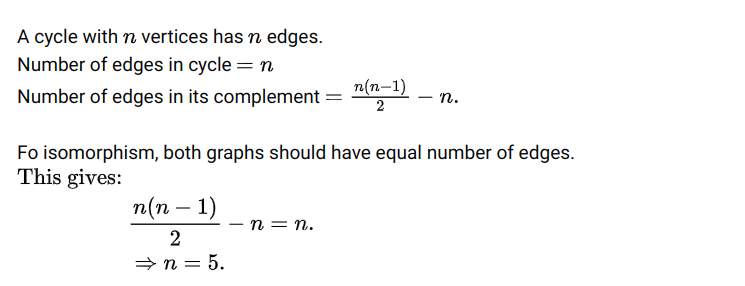 A cycle with n vertices has n edges.
Number of edges in cycle = n
Number of edges in its complement = n(n−1)/2 − n.
Fo isomorphism, both graphs should have equal number of edges.
This gives:
n(n − 1)/2 − n = n.
⇒ n = 5.